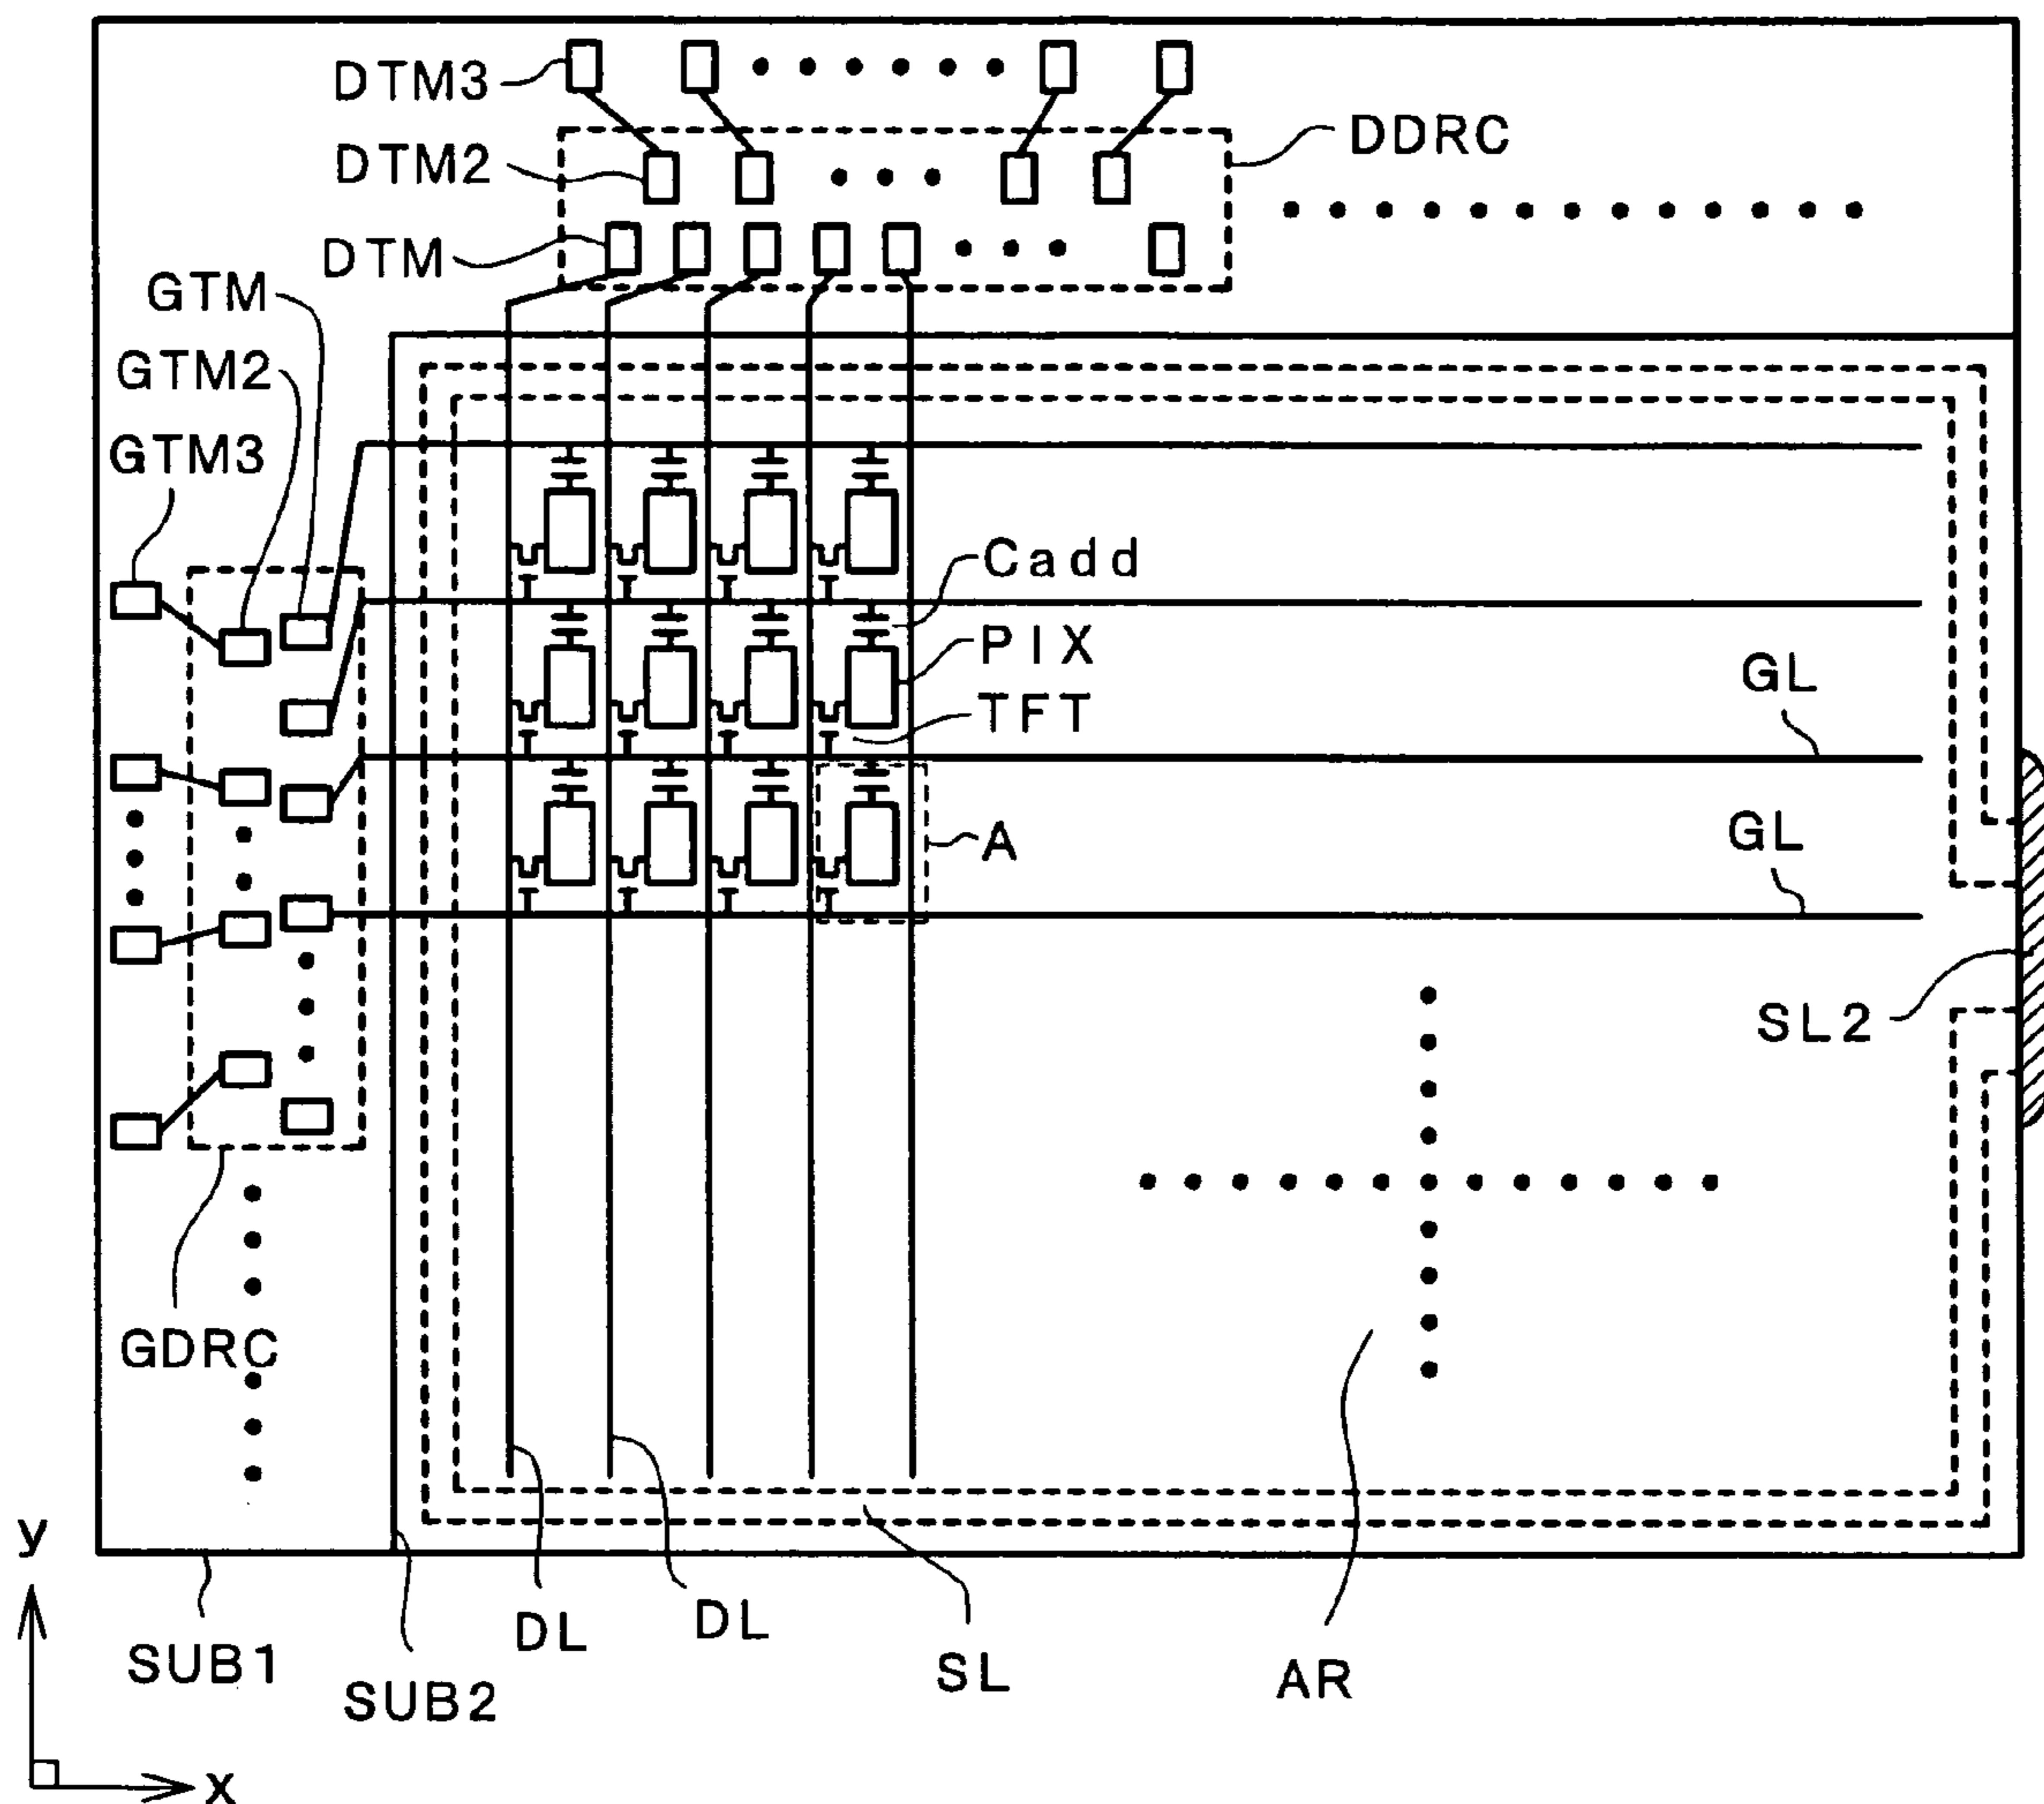 DTM3
DTM2
DDRC
DTM
GTM
GTM2
GTM3
Cadd
PIX
GL
TFT
GL
A
SL2
GDRC
y
DL
DL
SUB1
SL
AR
SUB2
x